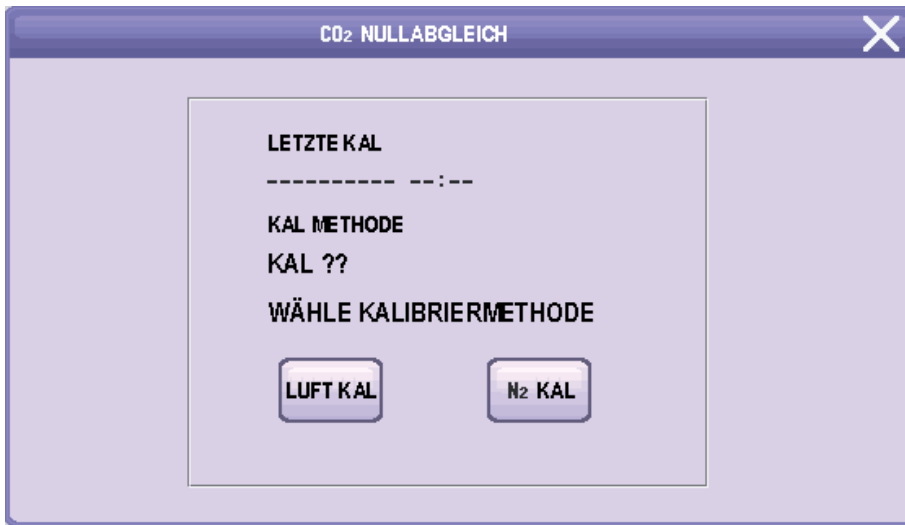 CO₂ NULLABGLEICH
LETZTE KAL
---------- --:--
KAL METHODE
KAL ??
WÄHLE KALIBRIERMETHODE
LUFT KAL N₂ KAL